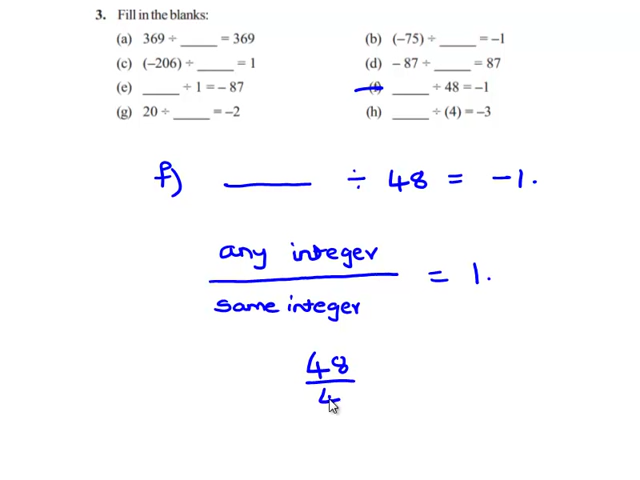 3. Fill in the blanks:
(a) 369 ÷ _____ = 369 (b) (–75) ÷ _____ = –1
(c) (–206) ÷ _____ = 1 (d) – 87 ÷ _____ = 87
(e) _____ ÷ 1 = – 87 (f) _____ ÷ 48 = –1
(g) 20 ÷ _____ = –2 (h) _____ ÷ (4) = –3
f) _____ ÷ 48 = -1.
any integer
_____ = 1.
same integer
48
4